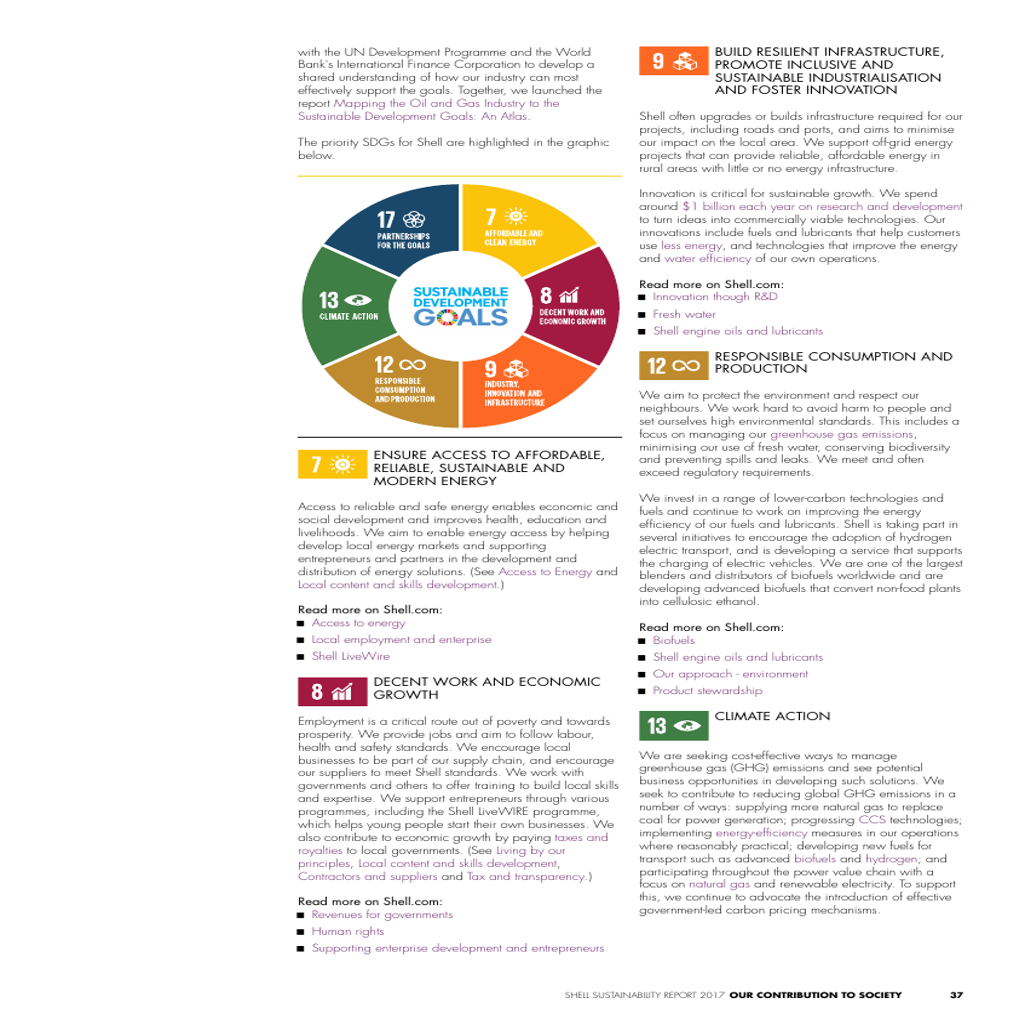 with the UN Development Programme and the World
Bank's International Finance Corporation to develop a
shared understanding of how our industry can most
effectively support the goals. Together, we launched the
report Mapping the Oil and Gas Industry to the
Sustainable Development Goals: An Atlas.
The priority SDGs for Shell are highlighted in the graphic
below.
17
PARTNERSHIPS
FOR THE GOALS
7
AFFORDABLE AND
CLEAN ENERGY
13
CLIMATE ACTION
SUSTAINABLE
DEVELOPMENT
GOALS
8
DECENT WORK AND
ECONOMIC GROWTH
12
RESPONSIBLE
CONSUMPTION
AND PRODUCTION
9
INDUSTRY,
INNOVATION AND
INFRASTRUCTURE
7
ENSURE ACCESS TO AFFORDABLE,
RELIABLE, SUSTAINABLE AND
MODERN ENERGY
Access to reliable and safe energy enables economic and
social development and improves health, education and
livelihoods. We aim to enable energy access by helping
develop local energy markets and supporting
entrepreneurs and partners in the development and
distribution of energy solutions. (See Access to Energy and
Local content and skills development.)
Read more on Shell.com:
■ Access to energy
■ Local employment and enterprise
■ Shell LiveWire
8
DECENT WORK AND ECONOMIC
GROWTH
Employment is a critical route out of poverty and towards
prosperity. We provide jobs and aim to follow labour,
health and safety standards. We encourage local
businesses to be part of our supply chain, and encourage
our suppliers to meet Shell standards. We work with
governments and others to offer training to build local skills
and expertise. We support entrepreneurs through various
programmes, including the Shell LiveWIRE programme,
which helps young people start their own businesses. We
also contribute to economic growth by paying taxes and
royalties to local governments. (See Living by our
principles, Local content and skills development,
Contractors and suppliers and Tax and transparency.)
Read more on Shell.com:
■ Revenues for governments
■ Human rights
■ Supporting enterprise development and entrepreneurs
9
BUILD RESILIENT INFRASTRUCTURE,
PROMOTE INCLUSIVE AND
SUSTAINABLE INDUSTRIALISATION
AND FOSTER INNOVATION
Shell often upgrades or builds infrastructure required for our
projects, including roads and ports, and aims to minimise
our impact on the local area. We support off-grid energy
projects that can provide reliable, affordable energy in
rural areas with little or no energy infrastructure.
Innovation is critical for sustainable growth. We spend
around $1 billion each year on research and development
to turn ideas into commercially viable technologies. Our
innovations include fuels and lubricants that help customers
use less energy, and technologies that improve the energy
and water efficiency of our own operations.
Read more on Shell.com:
■ Innovation though R&D
■ Fresh water
■ Shell engine oils and lubricants
12
RESPONSIBLE CONSUMPTION AND
PRODUCTION
We aim to protect the environment and respect our
neighbours. We work hard to avoid harm to people and
set ourselves high environmental standards. This includes a
focus on managing our greenhouse gas emissions,
minimising our use of fresh water, conserving biodiversity
and preventing spills and leaks. We meet and often
exceed regulatory requirements.
We invest in a range of lower-carbon technologies and
fuels and continue to work on improving the energy
efficiency of our fuels and lubricants. Shell is taking part in
several initiatives to encourage the adoption of hydrogen
electric transport, and is developing a service that supports
the charging of electric vehicles. We are one of the largest
blenders and distributors of biofuels worldwide and are
developing advanced biofuels that convert non-food plants
into cellulosic ethanol.
Read more on Shell.com:
■ Biofuels
■ Shell engine oils and lubricants
■ Our approach - environment
■ Product stewardship
13
CLIMATE ACTION
We are seeking cost-effective ways to manage
greenhouse gas (GHG) emissions and see potential
business opportunities in developing such solutions. We
seek to contribute to reducing global GHG emissions in a
number of ways: supplying more natural gas to replace
coal for power generation; progressing CCS technologies;
implementing energy-efficiency measures in our operations
where reasonably practical; developing new fuels for
transport such as advanced biofuels and hydrogen; and
participating throughout the power value chain with a
focus on natural gas and renewable electricity. To support
this, we continue to advocate the introduction of effective
government-led carbon pricing mechanisms.
SHELL SUSTAINABILITY REPORT 2017 OUR CONTRIBUTION TO SOCIETY 37